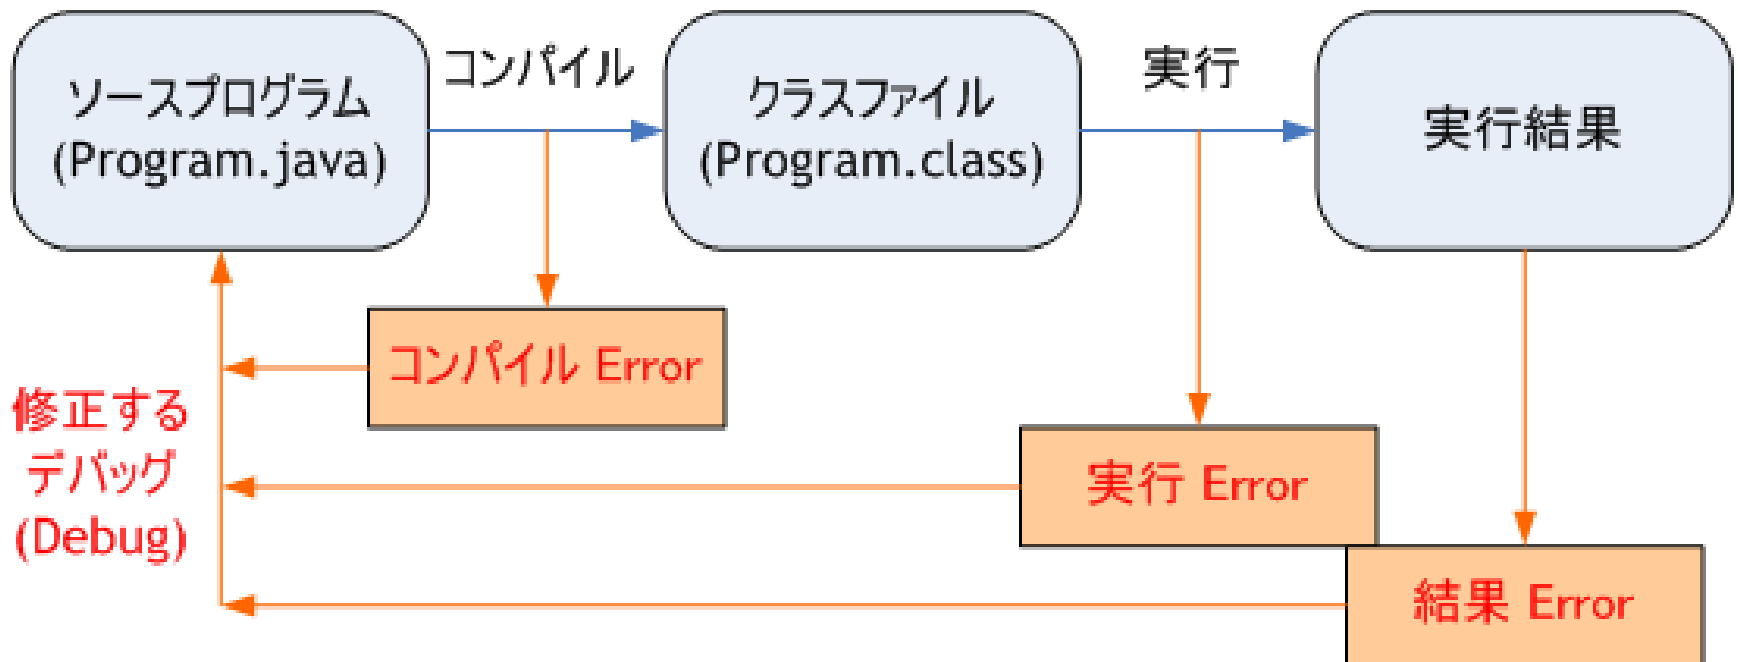 ソースプログラム
(Program.java)
コンパイル
クラスファイル
(Program.class)
実行
実行結果
コンパイル Error
修正する
デバッグ
(Debug)
実行 Error
結果 Error